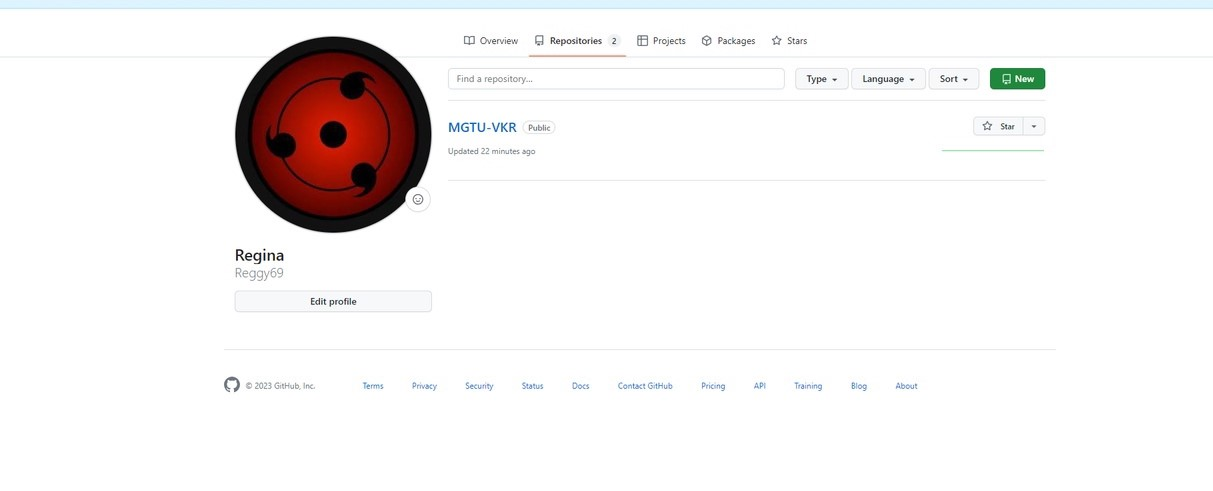 Overview Repositories 2 Projects Packages Stars
Find a repository... Type Language Sort New
MGTU-VKR Public Star
Updated 22 minutes ago
Regina
Reggy69
Edit profile
© 2023 GitHub, Inc. Terms Privacy Security Status Docs Contact GitHub Pricing API Training Blog About